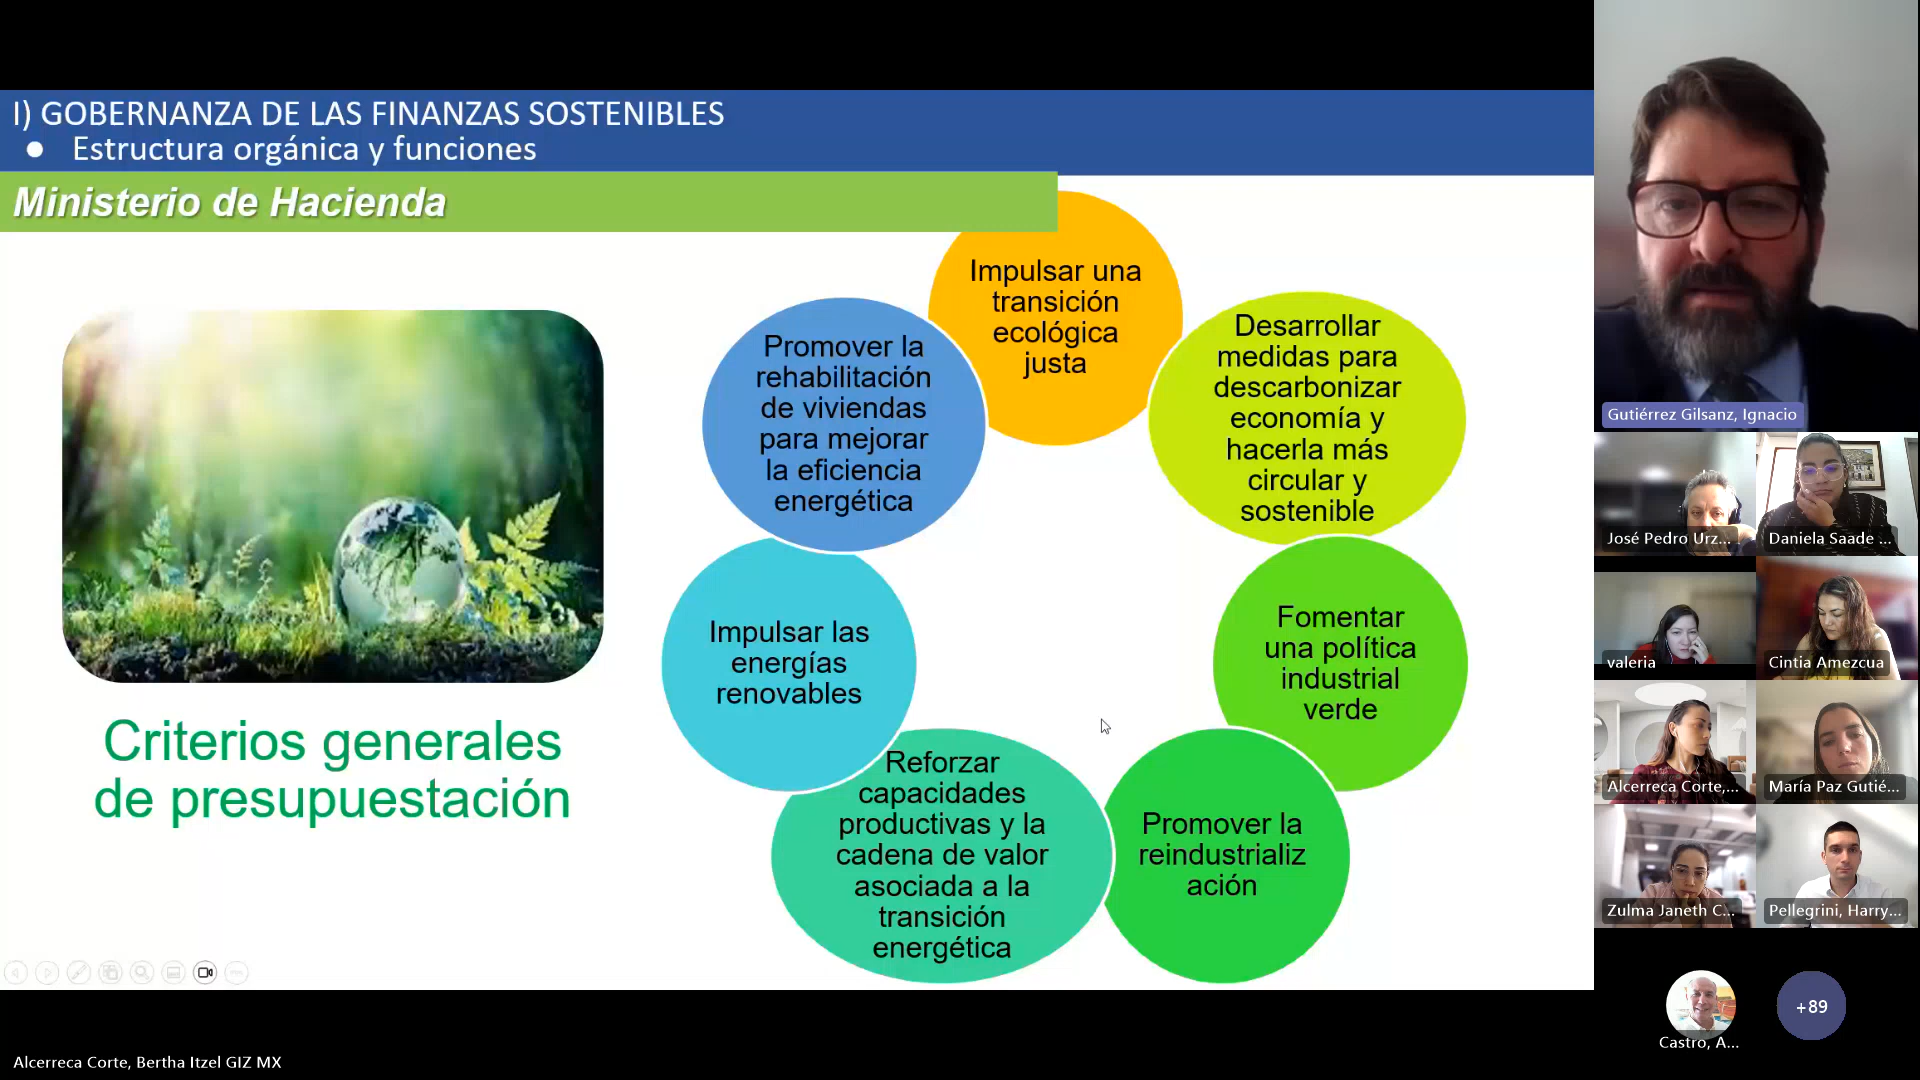 I) GOBERNANZA DE LAS FINANZAS SOSTENIBLES
● Estructura orgánica y funciones
Ministerio de Hacienda
Impulsar una
transición
ecológica
justa
Desarrollar
medidas para
descarbonizar
economía y
hacerla más
circular y
sostenible
Fomentar
una política
industrial
verde
Promover la
reindustrializ
ación
Reforzar
capacidades
productivas y la
cadena de valor
asociada a la
transición
energética
Impulsar las
energías
renovables
Promover la
rehabilitación
de viviendas
para mejorar
la eficiencia
energética
Criterios generales
de presupuestación
Gutiérrez Gilsanz, Ignacio
José Pedro Urz...
Daniela Saade ...
valeria
Cintia Amezcua
Alcerreca Corte,...
María Paz Gutié...
Zulma Janeth C...
Pellegrini, Harry...
Castro, A...
+89
Alcerreca Corte, Bertha Itzel GIZ MX